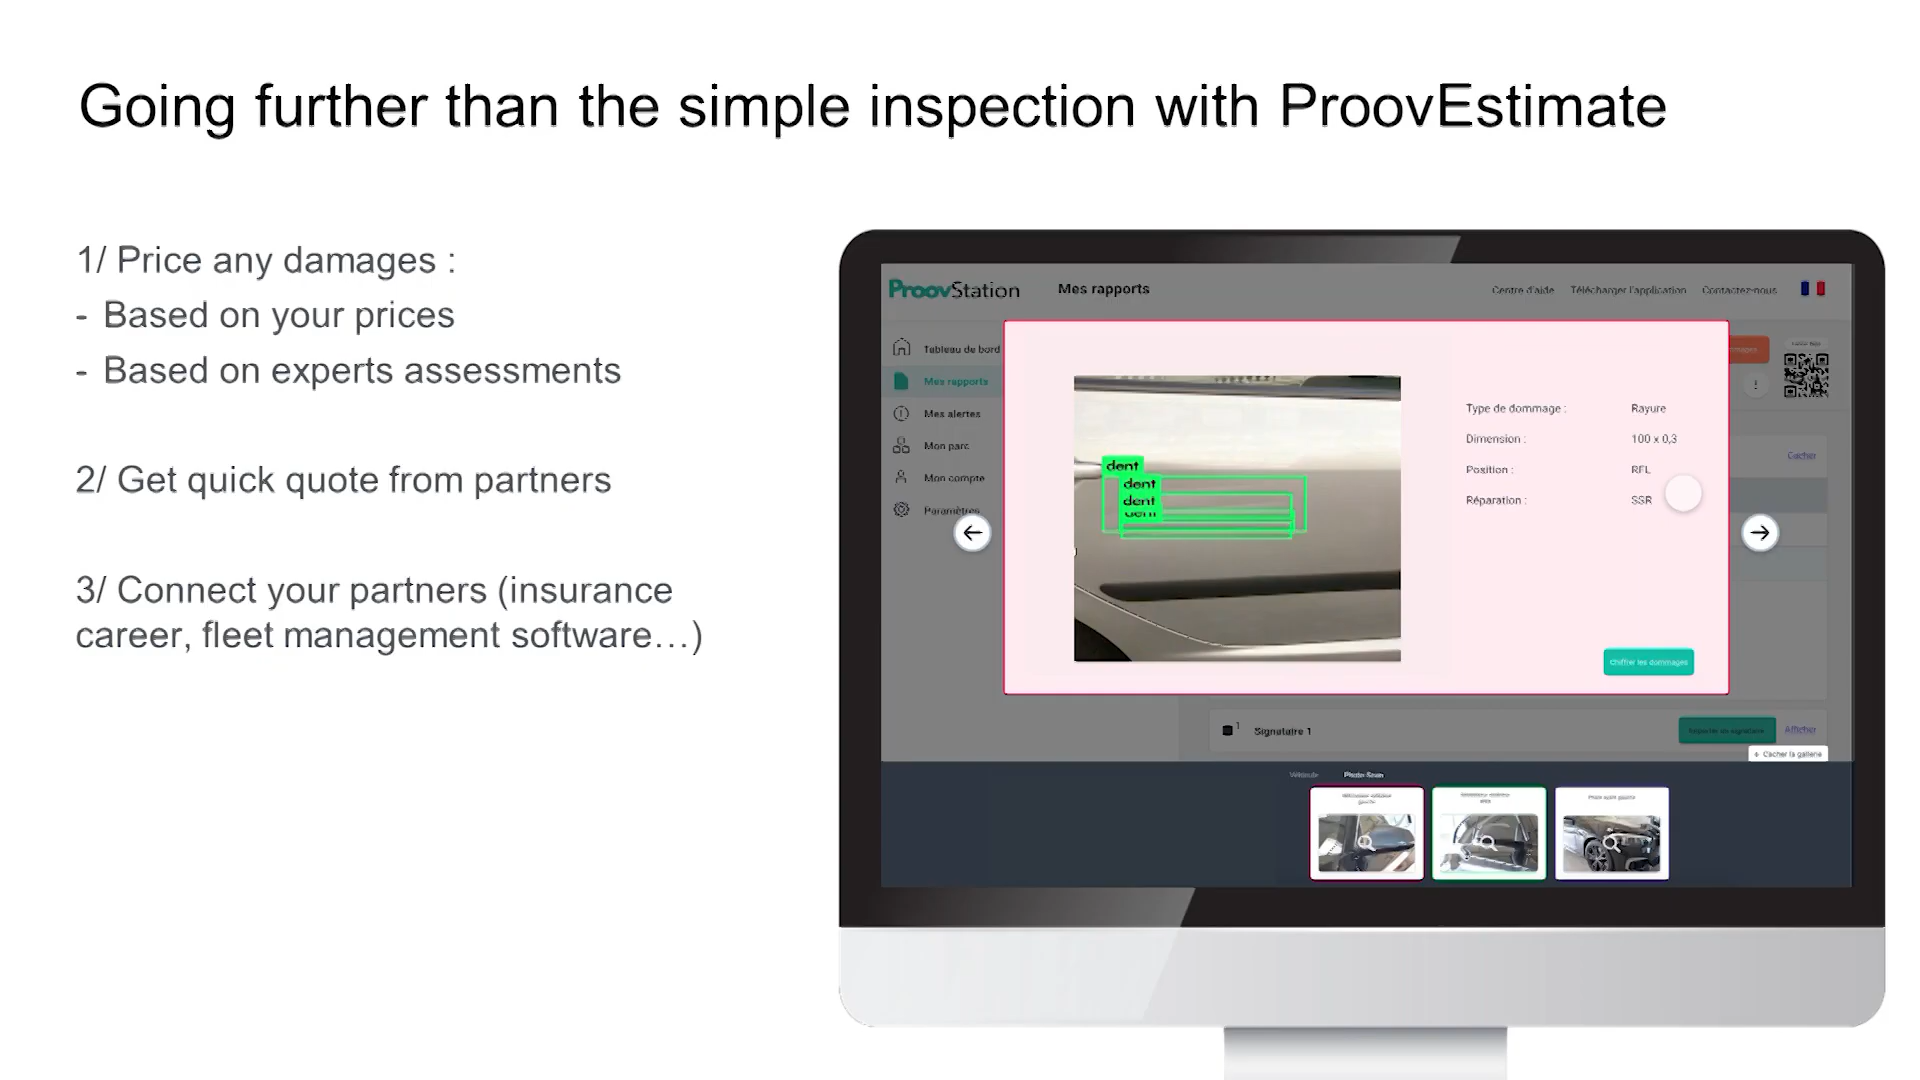 Going further than the simple inspection with ProovEstimate
1/ Price any damages :
- Based on your prices
- Based on experts assessments
2/ Get quick quote from partners
3/ Connect your partners (insurance
career, fleet management software…)
ProovStation
Mes rapports
Centre d'aide
Télécharger l'application
Contactez-nous
Tableau de bord
Mes rapports
Mes alertes
Mon parc
Mon compte
Paramètres
dent
dent
dent
dent
Type de dommage : Rayure
Dimension : 100 x 0,3
Position : RFL
Réparation : SSR
Chiffrer les dommages
Cacher
1 Signataire 1
Afficher
Cacher la gallerie
Photo Scan